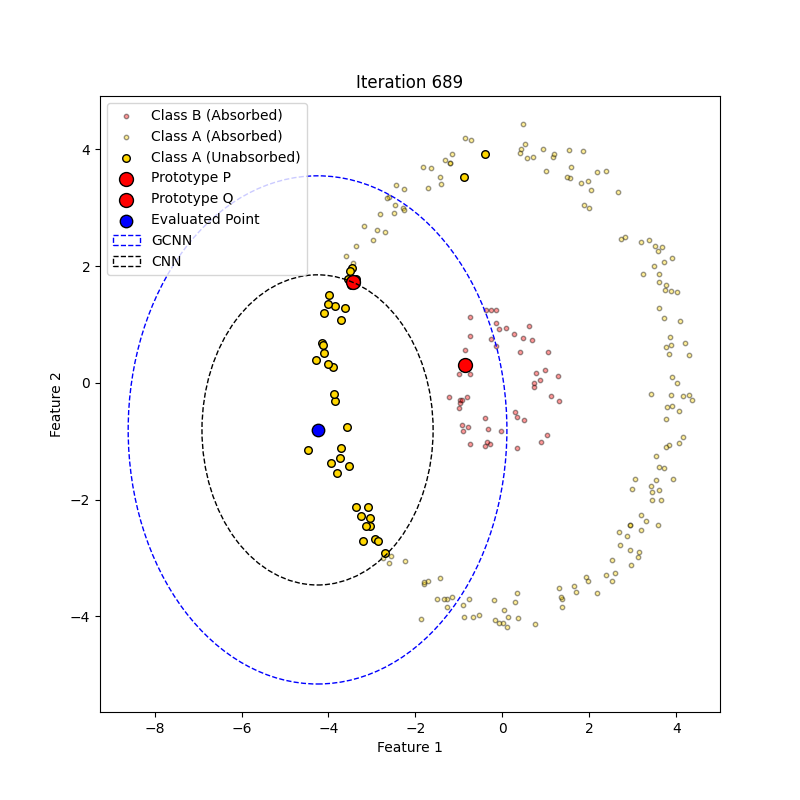 Iteration 689
Class B (Absorbed)
Class A (Absorbed)
Class A (Unabsorbed)
Prototype P
Prototype Q
Evaluated Point
GCNN
CNN
4
2
0
−2
−4
Feature 2
−8
−6
−4
−2
0
2
4
Feature 1